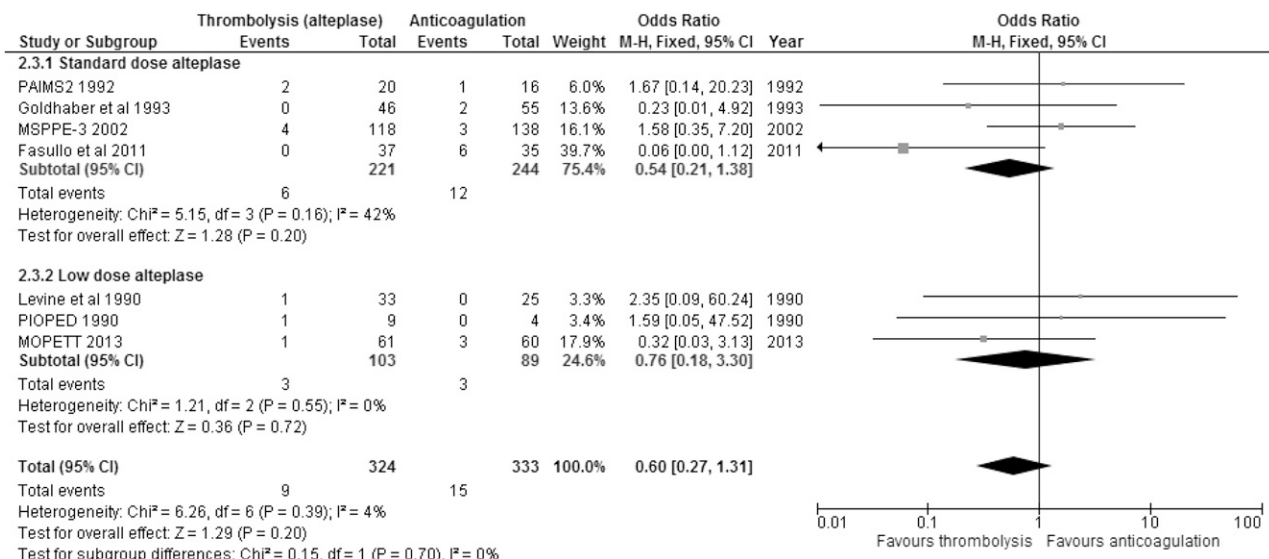 Thrombolysis (alteplase) Anticoagulation Odds Ratio Odds Ratio
Study or Subgroup Events Total Events Total Weight M-H, Fixed, 95% CI Year M-H, Fixed, 95% CI
2.3.1 Standard dose alteplase
PAIMS2 1992 2 20 1 16 6.0% 1.67 [0.14, 20.23] 1992
Goldhaber et al 1993 0 46 2 55 13.6% 0.23 [0.01, 4.92] 1993
MSPPE-3 2002 4 118 3 138 16.1% 1.58 [0.35, 7.20] 2002
Fasullo et al 2011 0 37 6 35 39.7% 0.06 [0.00, 1.12] 2011
Subtotal (95% CI) 221 244 75.4% 0.54 [0.21, 1.38]
Total events 6 12
Heterogeneity: Chi² = 5.15, df = 3 (P = 0.16); I² = 42%
Test for overall effect: Z = 1.28 (P = 0.20)
2.3.2 Low dose alteplase
Levine et al 1990 1 33 0 25 3.3% 2.35 [0.09, 60.24] 1990
PIOPED 1990 1 9 0 4 3.4% 1.59 [0.05, 47.52] 1990
MOPETT 2013 1 61 3 60 17.9% 0.32 [0.03, 3.13] 2013
Subtotal (95% CI) 103 89 24.6% 0.76 [0.18, 3.30]
Total events 3 3
Heterogeneity: Chi² = 1.21, df = 2 (P = 0.55); I² = 0%
Test for overall effect: Z = 0.36 (P = 0.72)
Total (95% CI) 324 333 100.0% 0.60 [0.27, 1.31]
Total events 9 15
Heterogeneity: Chi² = 6.26, df = 6 (P = 0.39); I² = 4%
Test for overall effect: Z = 1.29 (P = 0.20)
Test for subgroup differences: Chi² = 0.15, df = 1 (P = 0.70), I² = 0%
0.01 0.1 1 10 100
Favours thrombolysis Favours anticoagulation